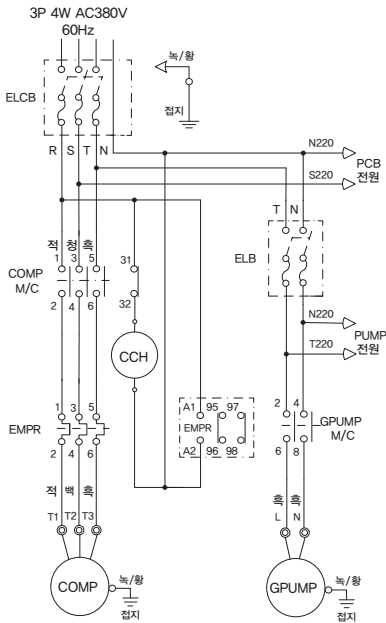 3P 4W AC380V
60Hz
녹/황
ELCB
접지
R S T N
N220
PCB
전원
S220
T N
적 청 흑
1 3 5
31
COMP
M/C
ELB
2 4 6
32
N220
CCH
PUMP
전원
T220
1 3 5
A1 95 97
2 4
EMPR
EMPR
GPUMP
M/C
2 4 6
A2 96 98
6 8
적 백 흑
흑 흑
T1 T2 T3
L N
COMP
녹/황
접지
GPUMP
녹/황
접지